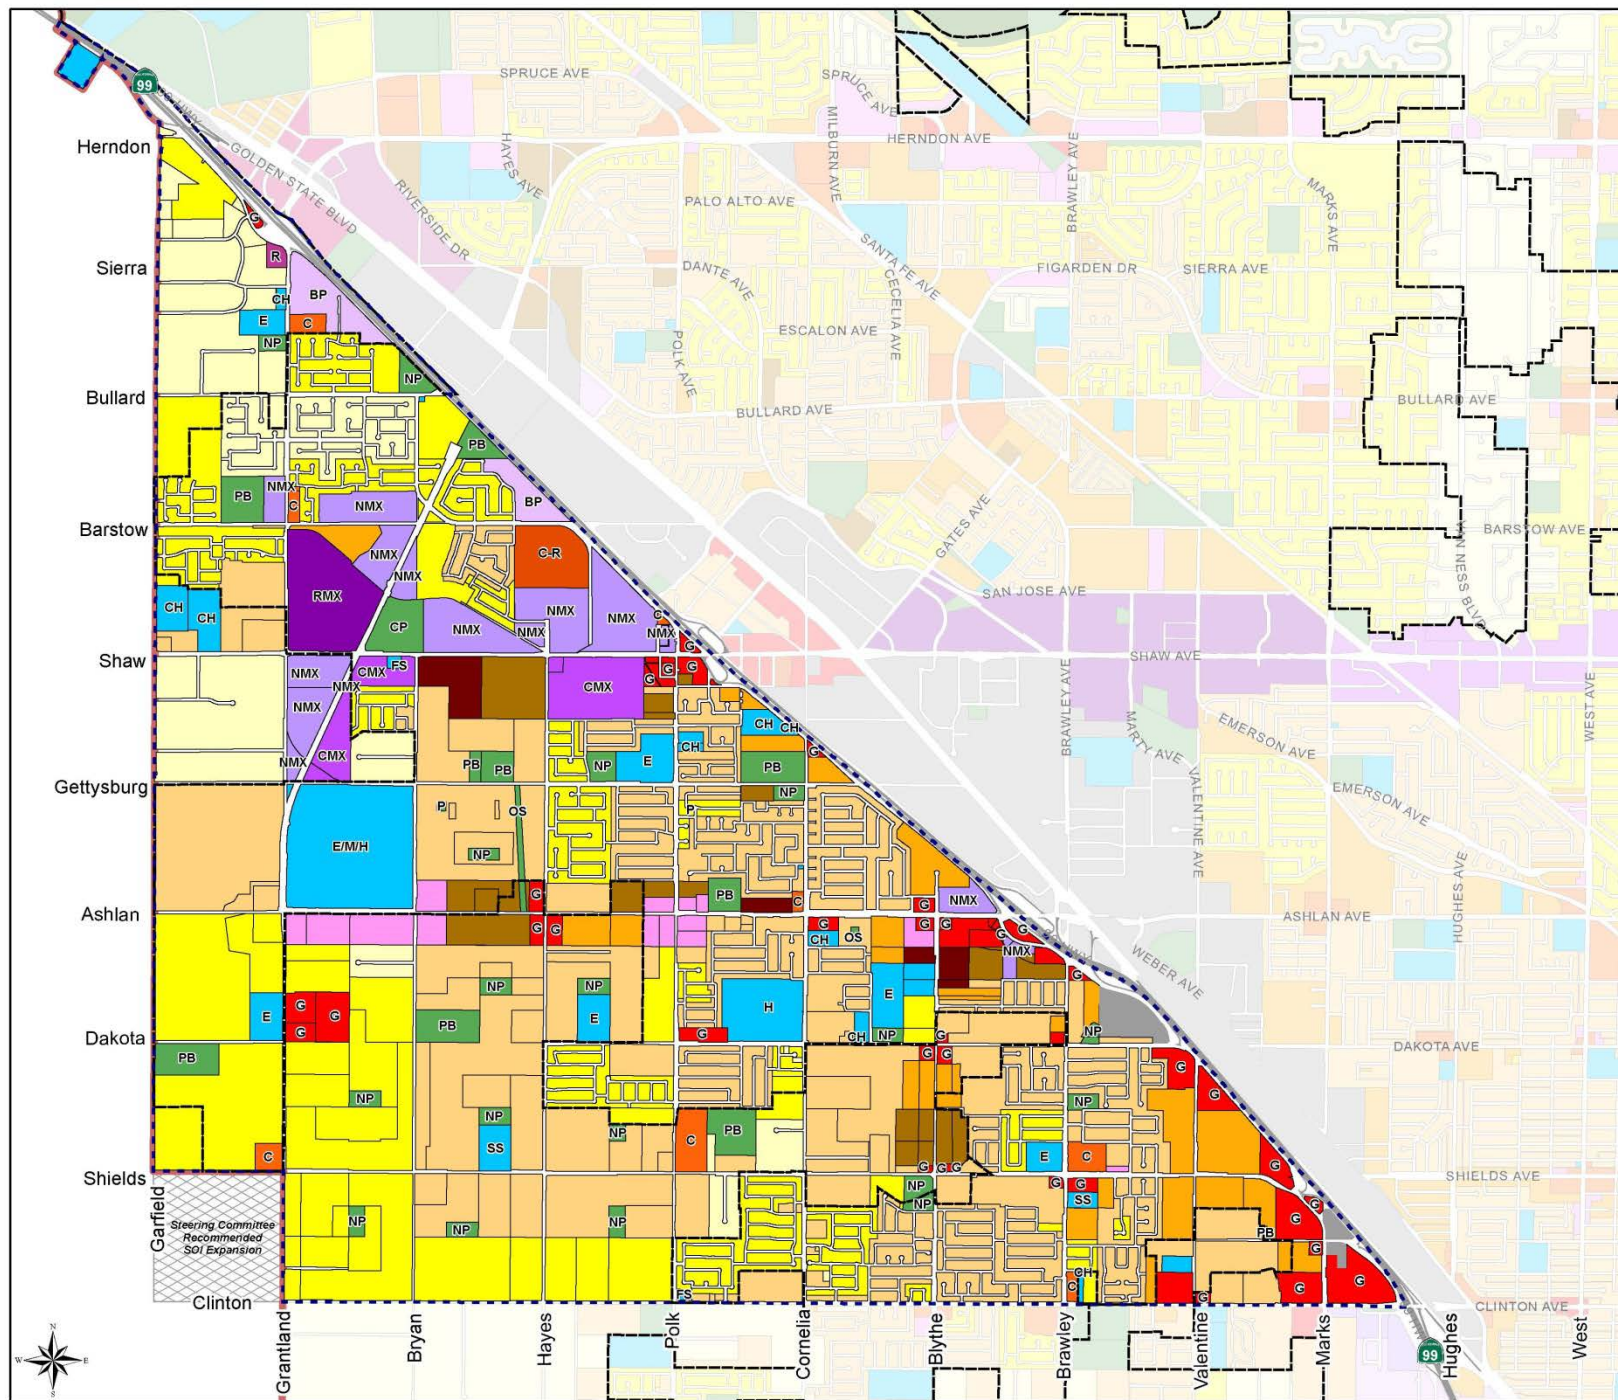 SPRUCE AVE
SPRUCE AVE
99
HWY
Herndon
GOLDEN STATE BLVD
HAYES AVE
MILBURN AVE
HERNDON AVE
BRAWLEY AVE
MARKS AVE
RIVERSIDE DR
PALO ALTO AVE
G
SANTA FE AVE
R
Sierra
DANTE AVE
CECELIA AVE
FIGARDEN DR
SIERRA AVE
CH
BP
E
C
NP
POLK AVE
ESCALON AVE
NP
Bullard
BULLARD AVE
BULLARD AVE
PB
PB
NMX
C
NMX
BP
GATES AVE
VAN NESS BLVD
Barstow
BARSTOW AVE
NMX
C-R
NMX
RMX
SAN JOSE AVE
CH
CH
CP
NMX
NMX
NMX
NMX
C
NMX
G
Shaw
SHAW AVE
NMX
CMX
FS
NMX
G
G
G
CMX
NMX
CMX
NMX
BRAWLEY AVE
MARTY AVE
EMERSON AVE
WEST AVE
CH
CH
CH
G
PB
PB
NP
E
PB
VALENTINE AVE
Gettysburg
NP
EMERSON AVE
P
OS
P
E/M/H
NP
HUGHES AVE
PB
G
C
G
NMX
Ashlan
ASHLAN AVE
G
G
G
G
G
G
G
CH
OS
NMX
WEBER AVE
G
NP
NP
E
H
E
E
G
G
G
PB
G
CH
NP
G
NP
Dakota
DAKOTA AVE
PB
G
G
G
G
NP
NP
NP
NP
SS
C
PB
C
G
G
G
E
C
G
Shields
SHIELDS AVE
NP
NP
G
G
SS
Garfield
Steering Committee
Recommended
SOI Expansion
NP
NP
NP
G
G
PB
G
CH
C
FS
G
G
G
Clinton
CLINTON AVE
N
W
E
S
Grantland
Bryan
Hayes
Polk
Cornelia
Blythe
Brawley
Valentine
Marks
99
Hughes
West